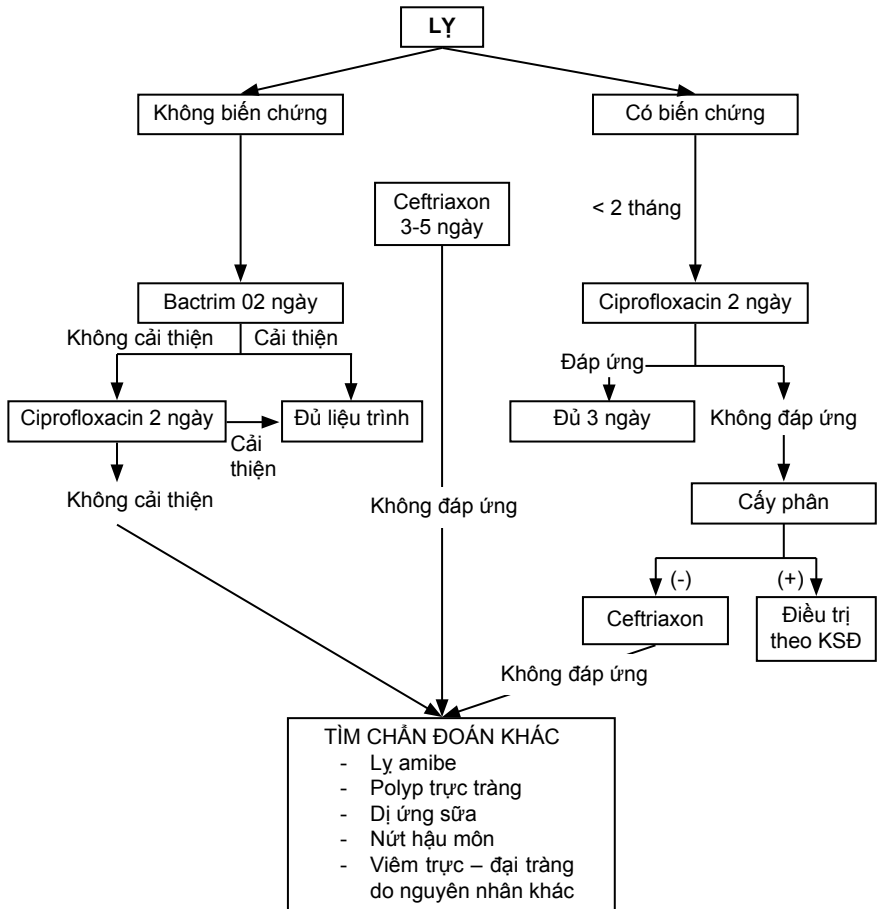 LỴ
Không biến chứng
Có biến chứng
Ceftriaxon
3-5 ngày
< 2 tháng
Bactrim 02 ngày
Ciprofloxacin 2 ngày
Không cải thiện
Cải thiện
Đáp ứng
Ciprofloxacin 2 ngày
Đủ liệu trình
Đủ 3 ngày
Không đáp ứng
Cải
thiện
Không cải thiện
Không đáp ứng
Cấy phân
(-)
(+)
Ceftriaxon
Điều trị
theo KSĐ
Không đáp ứng
TÌM CHẨN ĐOÁN KHÁC
- Lỵ amibe
- Polyp trực tràng
- Dị ứng sữa
- Nứt hậu môn
- Viêm trực – đại tràng
do nguyên nhân khác